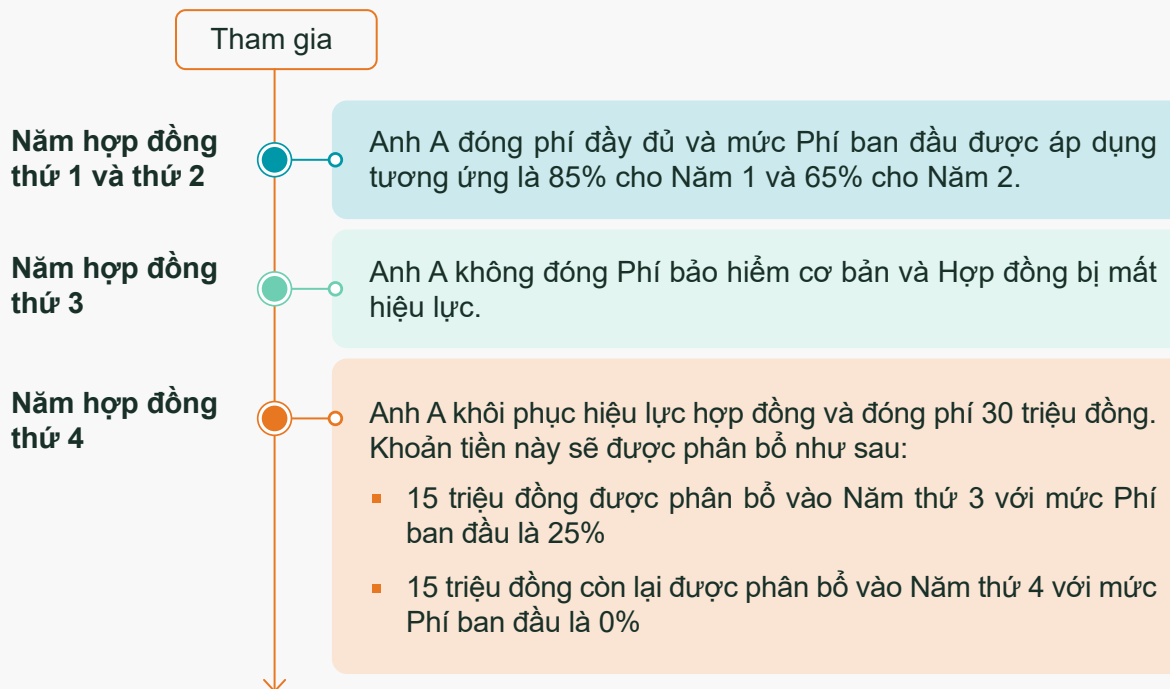 Tham gia
Năm hợp đồng
thứ 1 và thứ 2
Anh A đóng phí đầy đủ và mức Phí ban đầu được áp dụng
tương ứng là 85% cho Năm 1 và 65% cho Năm 2.
Năm hợp đồng
thứ 3
Anh A không đóng Phí bảo hiểm cơ bản và Hợp đồng bị mất
hiệu lực.
Năm hợp đồng
thứ 4
Anh A khôi phục hiệu lực hợp đồng và đóng phí 30 triệu đồng.
Khoản tiền này sẽ được phân bổ như sau:
▪ 15 triệu đồng được phân bổ vào Năm thứ 3 với mức Phí
ban đầu là 25%
▪ 15 triệu đồng còn lại được phân bổ vào Năm thứ 4 với mức
Phí ban đầu là 0%